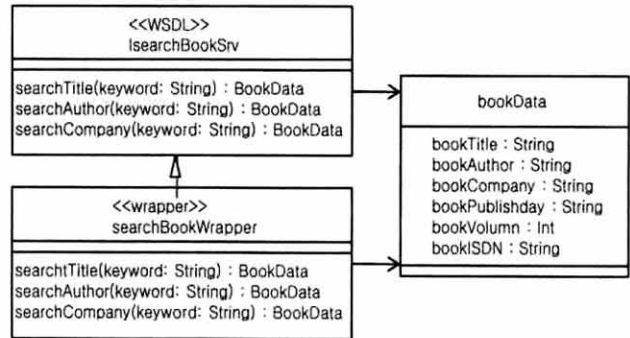 <<WSDL>>
IsearchBookSrv
searchTitle(keyword: String) : BookData
searchAuthor(keyword: String) : BookData
searchCompany(keyword: String) : BookData
<<wrapper>>
searchBookWrapper
searchtTitle(keyword: String) : BookData
searchAuthor(keyword: String) : BookData
searchCompany(keyword: String) : BookData
bookData
bookTitle : String
bookAuthor : String
bookCompany : String
bookPublishday : String
bookVolumn : Int
bookISDN : String